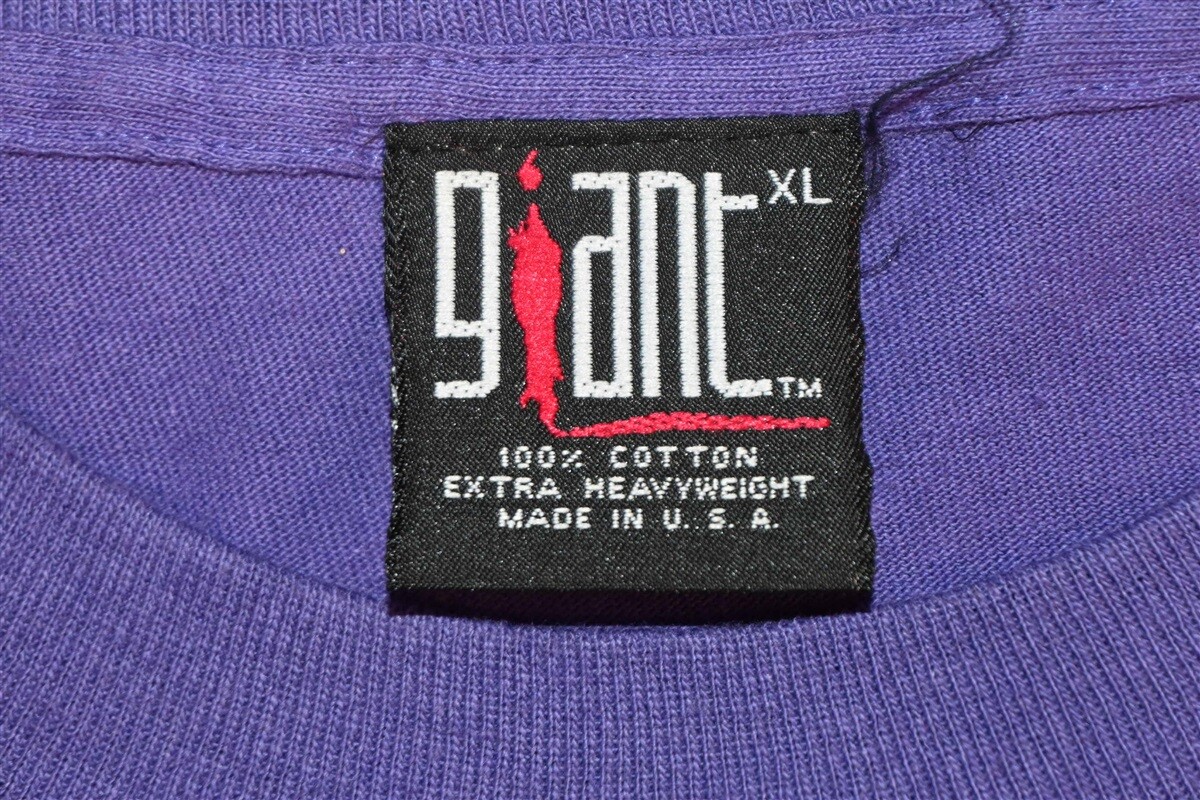 giant XL
TM
100% COTTON
EXTRA HEAVYWEIGHT
MADE IN U.S.A.